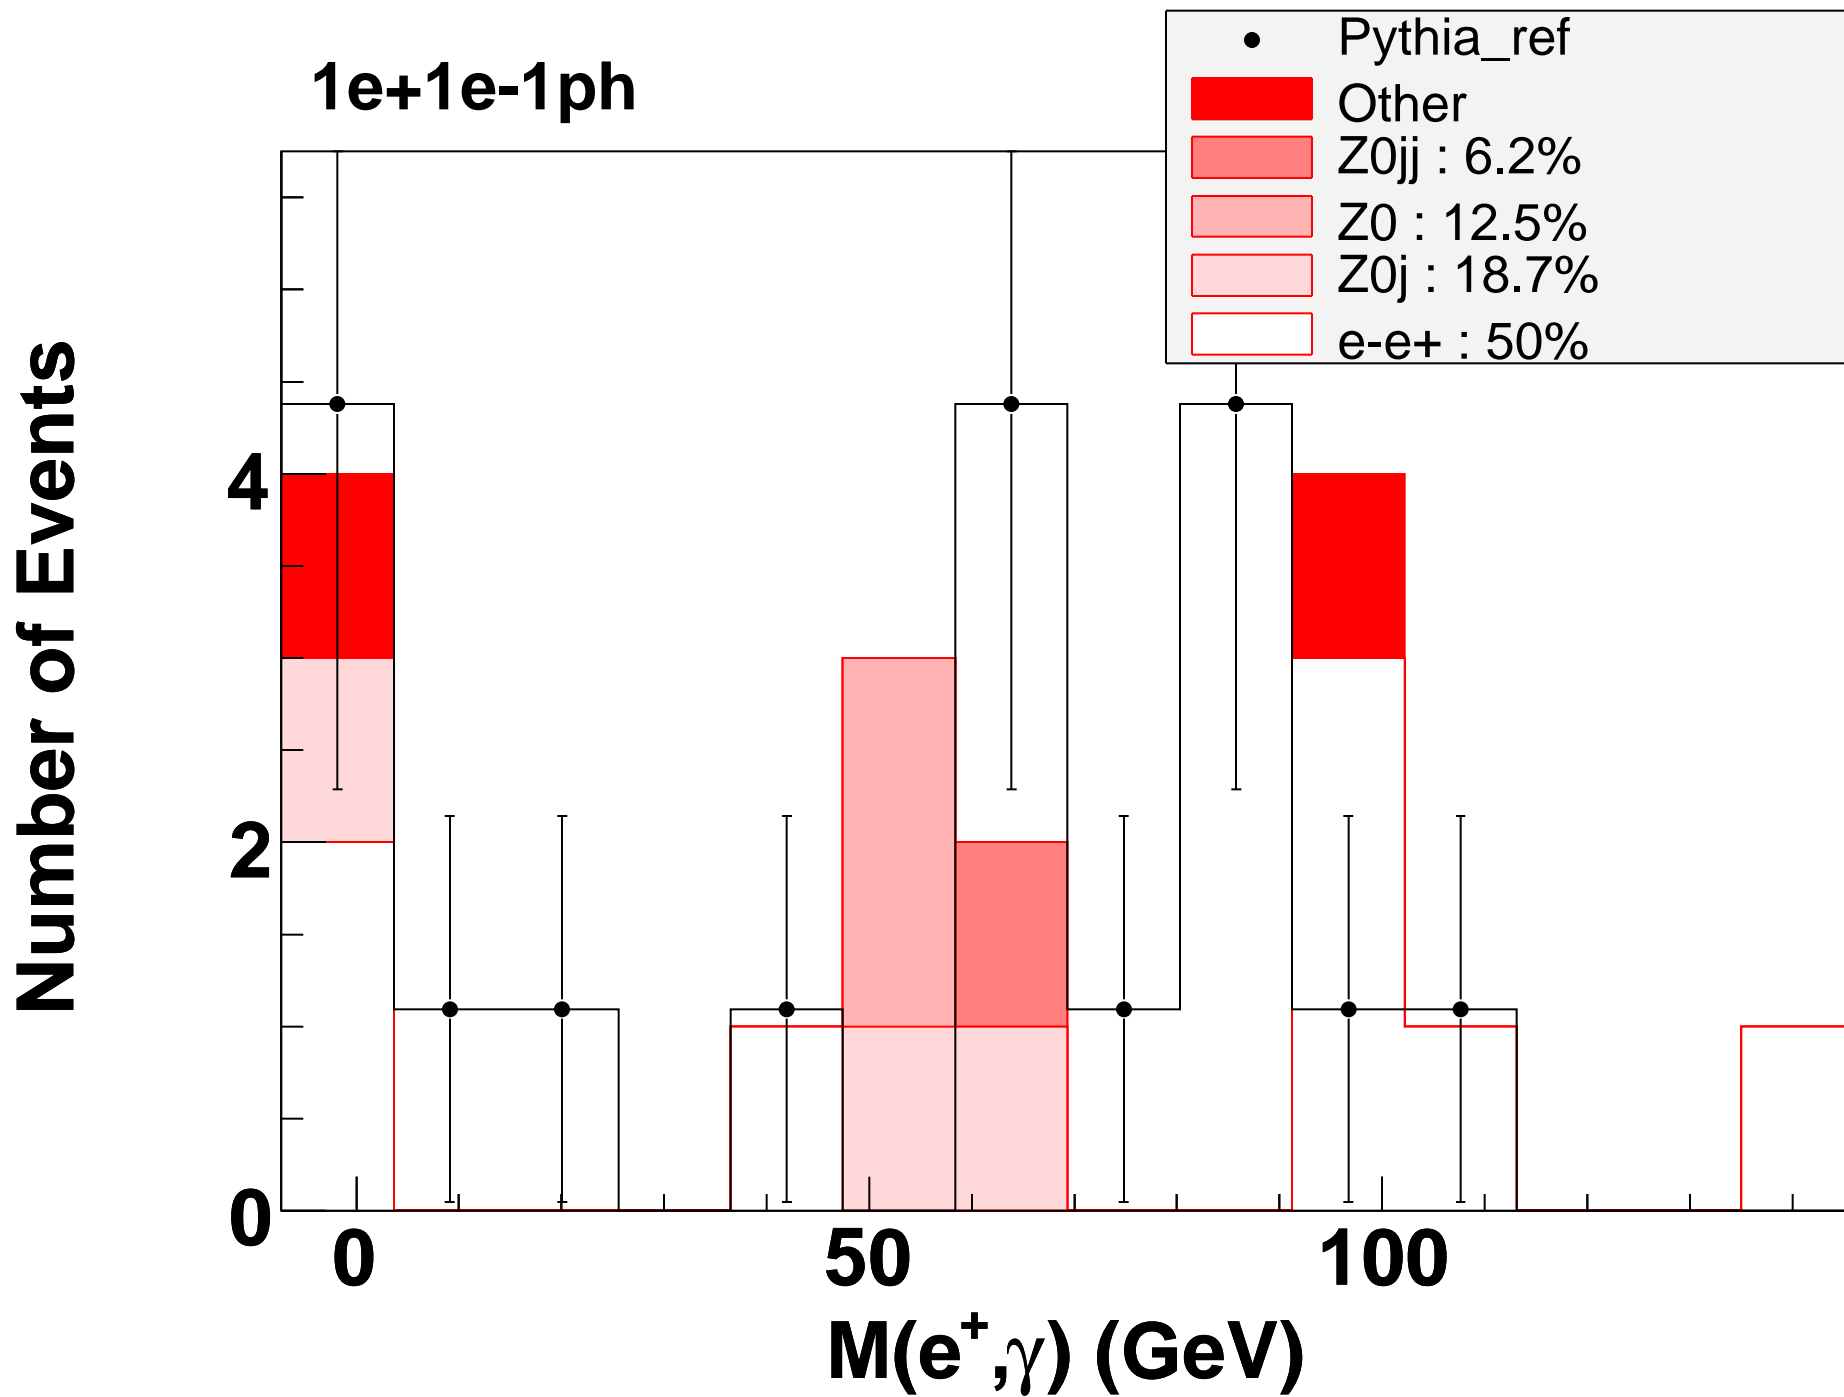 1e+1e-1ph
Pythia_ref
Other
Z0jj : 6.2%
Z0 : 12.5%
Z0j : 18.7%
e-e+ : 50%
Number of Events
4
2
0
0 50 100
M(e⁺,γ) (GeV)